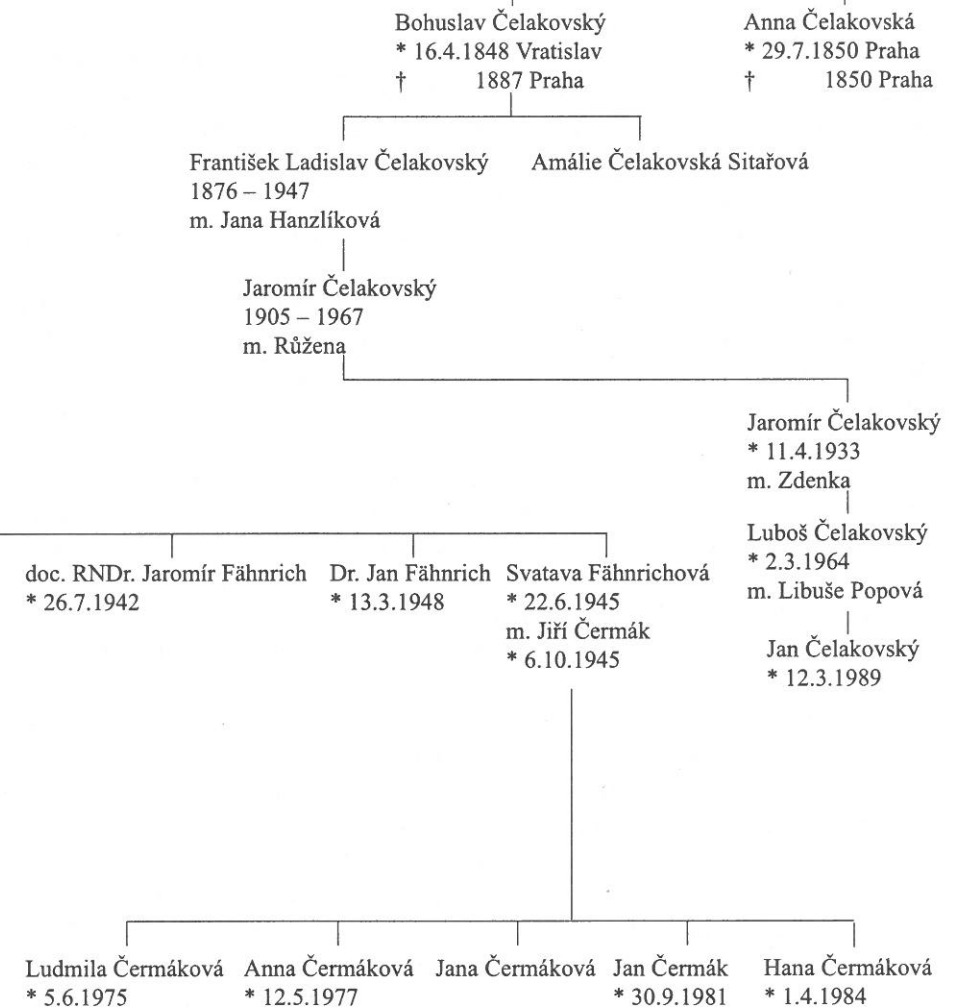 Bohuslav Čelakovský
* 16.4.1848 Vratislav
† 1887 Praha
Anna Čelakovská
* 29.7.1850 Praha
† 1850 Praha
František Ladislav Čelakovský
1876 – 1947
m. Jana Hanzlíková
Amálie Čelakovská Sitařová
Jaromír Čelakovský
1905 – 1967
m. Růžena
Jaromír Čelakovský
* 11.4.1933
m. Zdenka
Luboš Čelakovský
* 2.3.1964
m. Libuše Popová
Jan Čelakovský
* 12.3.1989
doc. RNDr. Jaromír Fähnrich
* 26.7.1942
Dr. Jan Fähnrich
* 13.3.1948
Svatava Fähnrichová
* 22.6.1945
m. Jiří Čermák
* 6.10.1945
Ludmila Čermáková
* 5.6.1975
Anna Čermáková
* 12.5.1977
Jana Čermáková
Jan Čermák
* 30.9.1981
Hana Čermáková
* 1.4.1984